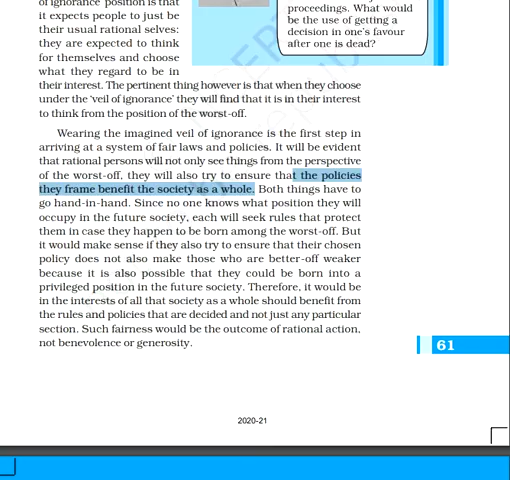 of ignorance' position is that
it expects people to just be
their usual rational selves:
they are expected to think
for themselves and choose
what they regard to be in
proceedings. What would
be the use of getting a
decision in one's favour
after one is dead?
their interest. The pertinent thing however is that when they choose
under the 'veil of ignorance' they will find that it is in their interest
to think from the position of the worst-off.
Wearing the imagined veil of ignorance is the first step in
arriving at a system of fair laws and policies. It will be evident
that rational persons will not only see things from the perspective
of the worst-off, they will also try to ensure that the policies
they frame benefit the society as a whole. Both things have to
go hand-in-hand. Since no one knows what position they will
occupy in the future society, each will seek rules that protect
them in case they happen to be born among the worst-off. But
it would make sense if they also try to ensure that their chosen
policy does not also make those who are better-off weaker
because it is also possible that they could be born into a
privileged position in the future society. Therefore, it would be
in the interests of all that society as a whole should benefit from
the rules and policies that are decided and not just any particular
section. Such fairness would be the outcome of rational action,
not benevolence or generosity.
61
2020-21